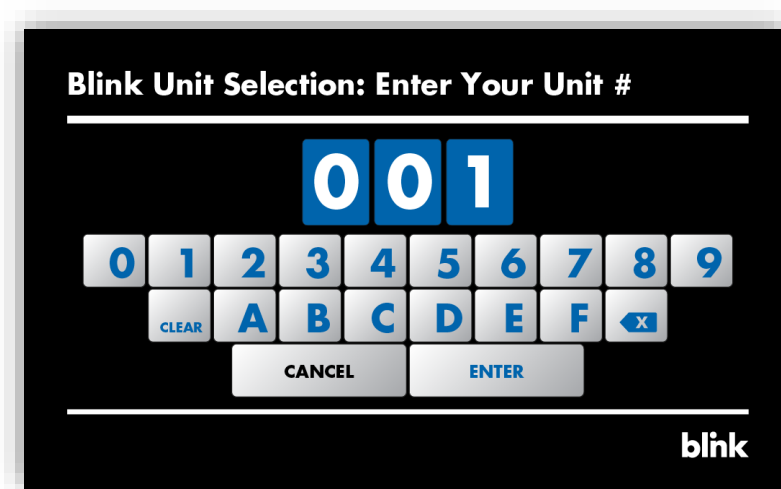 Blink Unit Selection: Enter Your Unit #
001
0 1 2 3 4 5 6 7 8 9
CLEAR A B C D E F X
CANCEL ENTER
blink